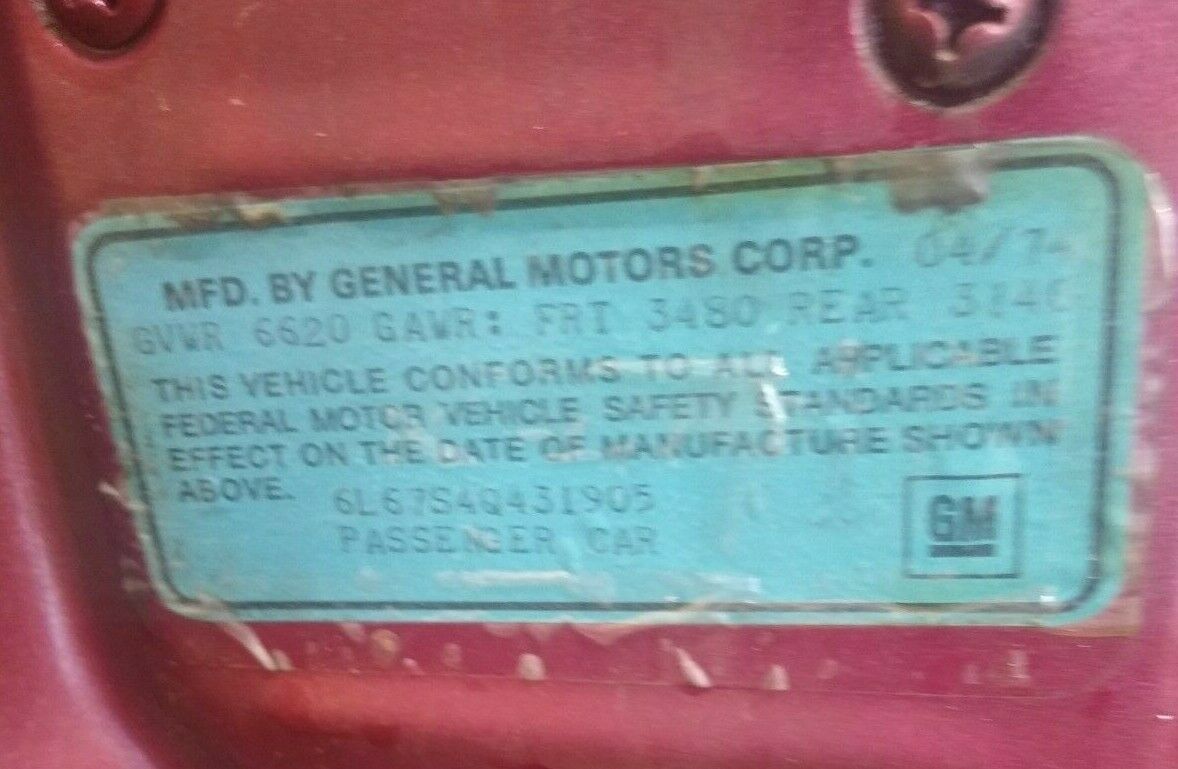 MFD. BY GENERAL MOTORS CORP. 04/74
GVWR 6620 GAWR: FRT 3480 REAR 3140
THIS VEHICLE CONFORMS TO ALL APPLICABLE
FEDERAL MOTOR VEHICLE SAFETY STANDARDS IN
EFFECT ON THE DATE OF MANUFACTURE SHOWN
ABOVE. 6L67S4Q431905
PASSENGER CAR
GM